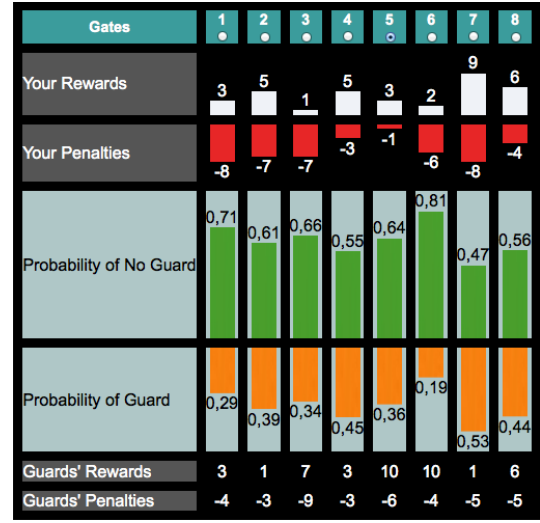 Gates 1 2 3 4 5 6 7 8
Your Rewards 3 5 1 5 3 2 9 6
Your Penalties -8 -7 -7 -3 -1 -6 -8 -4
Probability of No Guard 0,71 0,61 0,66 0,55 0,64 0,81 0,47 0,56
Probability of Guard 0,29 0,39 0,34 0,45 0,36 0,19 0,53 0,44
Guards' Rewards 3 1 7 3 10 10 1 6
Guards' Penalties -4 -3 -9 -3 -6 -4 -5 -5